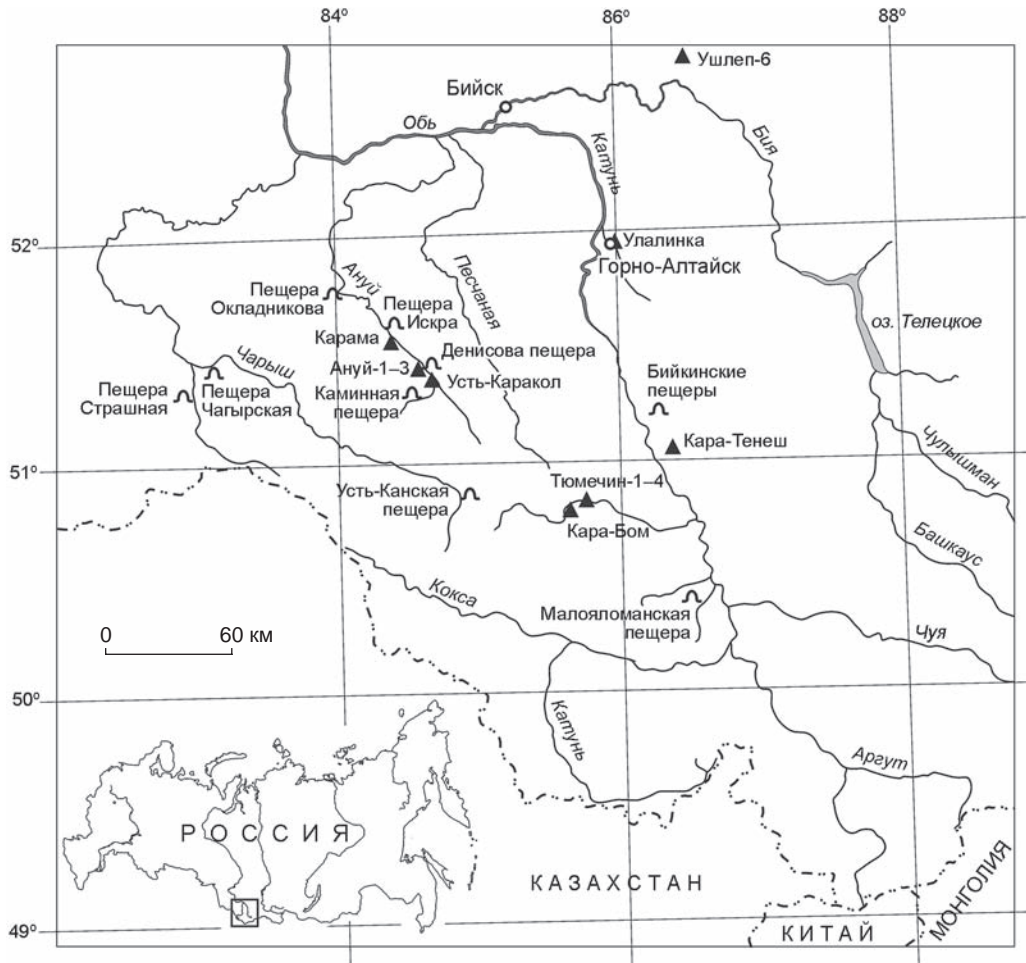 84º
86º
88º
Ушлеп-6
Бийск
Обь
Катунь
Бия
52º
Улалинка
Горно-Алтайск
Ануй
Песчаная
Пещера
Окладникова
Пещера
Искра
оз. Телецкое
Карама
Денисова пещера
Чарыш
Ануй-1–3
Усть-Каракол
Бийкинские
пещеры
Пещера
Страшная
Пещера
Чагырская
Каминная
пещера
Кара-Тенеш
Чулышман
51º
Тюмечин-1–4
Усть-Канская
пещера
Кара-Бом
Башкаус
Кокса
Малояломанская
пещера
0 60 км
Чуя
50º
Катунь
Аргут
РОССИЯ
КАЗАХСТАН
МОНГОЛИЯ
49º
КИТАЙ
84º
86º
88º